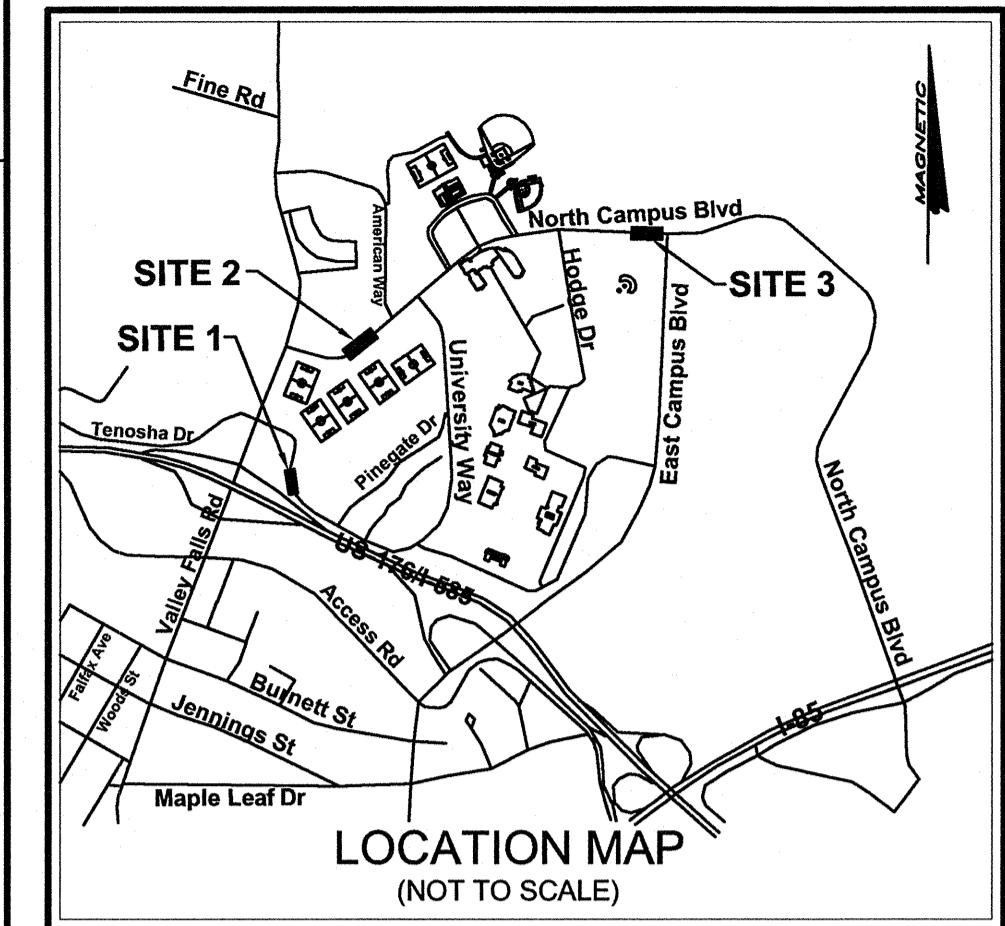 Fine Rd
MAGNETIC
American Way
North Campus Blvd
SITE 2
Hodge Dr
SITE 3
SITE 1
East Campus Blvd
University Way
Tenosha Dr
Pinegate Dr
North Campus Blvd
Valley Falls Rd
US 176/I-585
Access Rd
Falfax Ave
Woods St
Burnett St
Jennings St
I-85
Maple Leaf Dr
LOCATION MAP
(NOT TO SCALE)